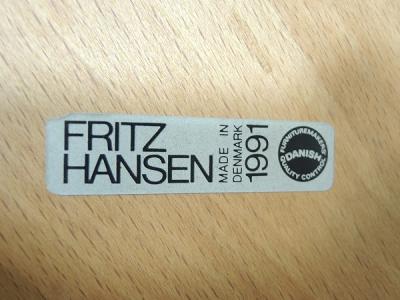 FRITZ
HANSEN
MADE IN
DENMARK
1991
FURNITUREMAKERS'
DANISH
QUALITY CONTROL